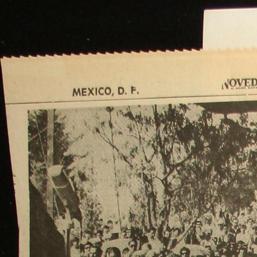 MEXICO, D. F.
NOVED